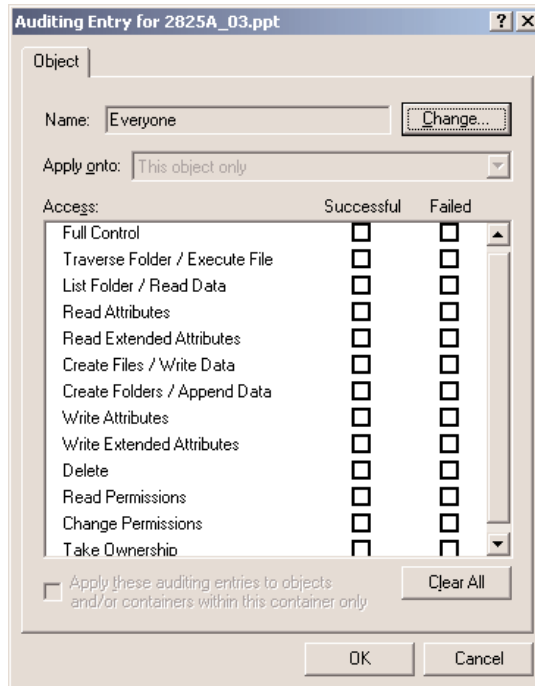 Auditing Entry for 2825A_03.ppt
Object
Name: Everyone Change...
Apply onto: This object only
Access: Successful Failed
Full Control
Traverse Folder / Execute File
List Folder / Read Data
Read Attributes
Read Extended Attributes
Create Files / Write Data
Create Folders / Append Data
Write Attributes
Write Extended Attributes
Delete
Read Permissions
Change Permissions
Take Ownership
Apply these auditing entries to objects
and/or containers within this container only
Clear All
OK Cancel